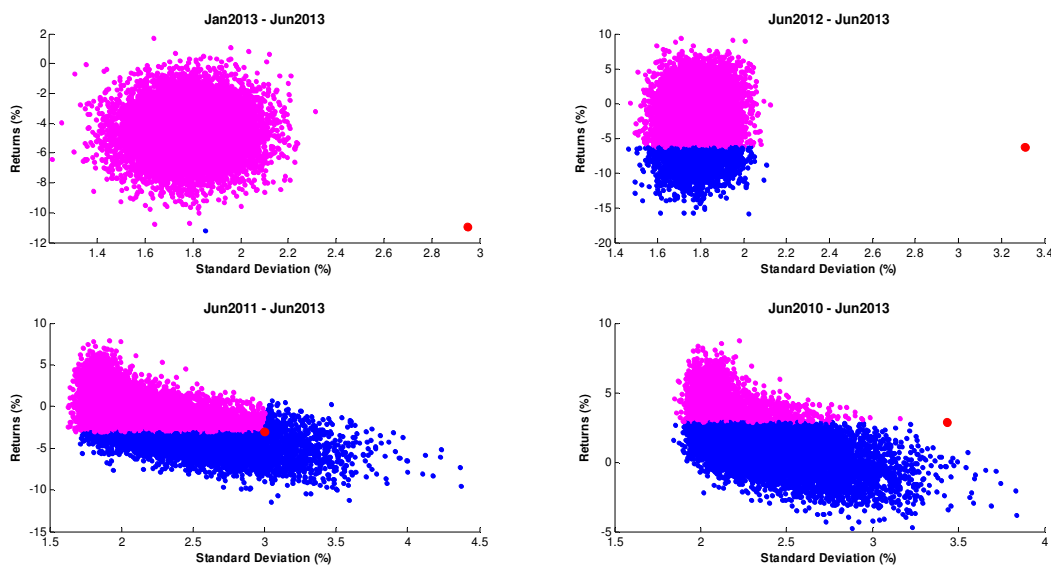 Jan2013 - Jun2013
Returns (%)
2
0
-2
-4
-6
-8
-10
-12
1.4 1.6 1.8 2 2.2 2.4 2.6 2.8 3
Standard Deviation (%)
Jun2012 - Jun2013
Returns (%)
10
5
0
-5
-10
-15
-20
1.4 1.6 1.8 2 2.2 2.4 2.6 2.8 3 3.2 3.4
Standard Deviation (%)
Jun2011 - Jun2013
Returns (%)
10
5
0
-5
-10
-15
1.5 2 2.5 3 3.5 4 4.5
Standard Deviation (%)
Jun2010 - Jun2013
Returns (%)
10
5
0
-5
1.5 2 2.5 3 3.5 4
Standard Deviation (%)